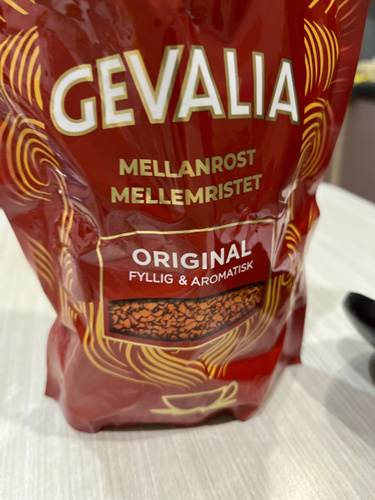 GEVALIA
MELLANROST
MELLEMRISTET
ORIGINAL
FYLLIG & AROMATISK